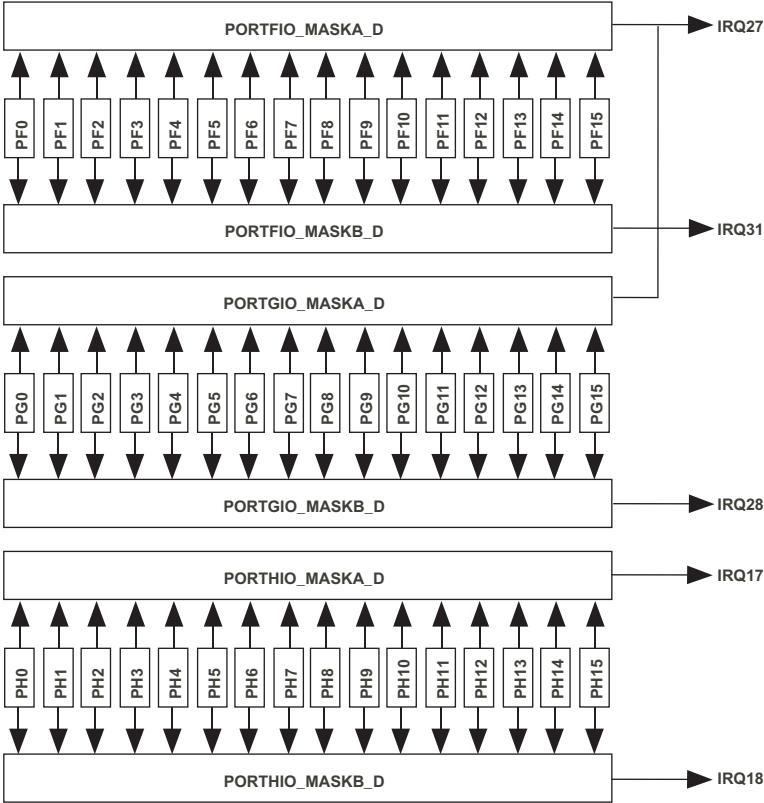 PORTFIO_MASKA_D
IRQ27
PF0
PF1
PF2
PF3
PF4
PF5
PF6
PF7
PF8
PF9
PF10
PF11
PF12
PF13
PF14
PF15
PORTFIO_MASKB_D
IRQ31
PORTGIO_MASKA_D
PG0
PG1
PG2
PG3
PG4
PG5
PG6
PG7
PG8
PG9
PG10
PG11
PG12
PG13
PG14
PG15
PORTGIO_MASKB_D
IRQ28
PORTHIO_MASKA_D
IRQ17
PH0
PH1
PH2
PH3
PH4
PH5
PH6
PH7
PH8
PH9
PH10
PH11
PH12
PH13
PH14
PH15
PORTHIO_MASKB_D
IRQ18